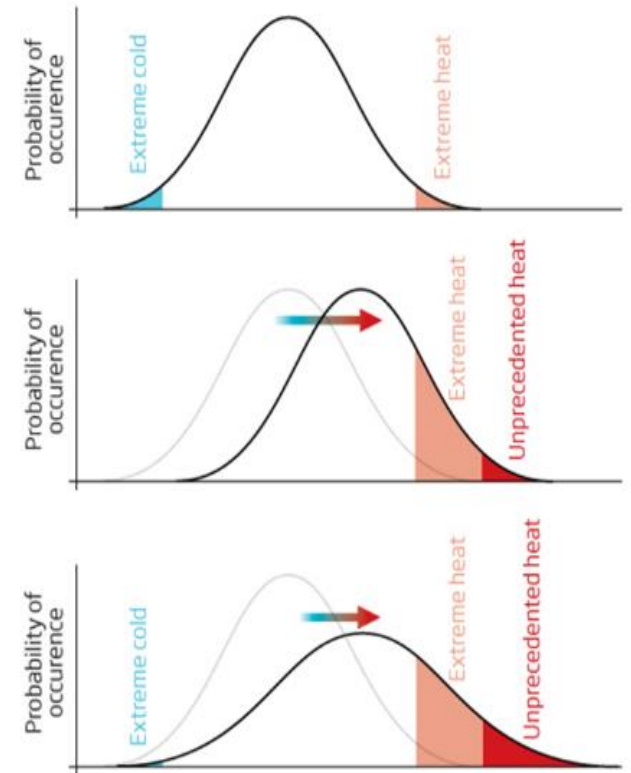 Probability of
occurence
Extreme cold
Extreme heat
Probability of
occurence
Extreme heat
Unprecedented heat
Probability of
occurence
Extreme cold
Extreme heat
Unprecedented heat